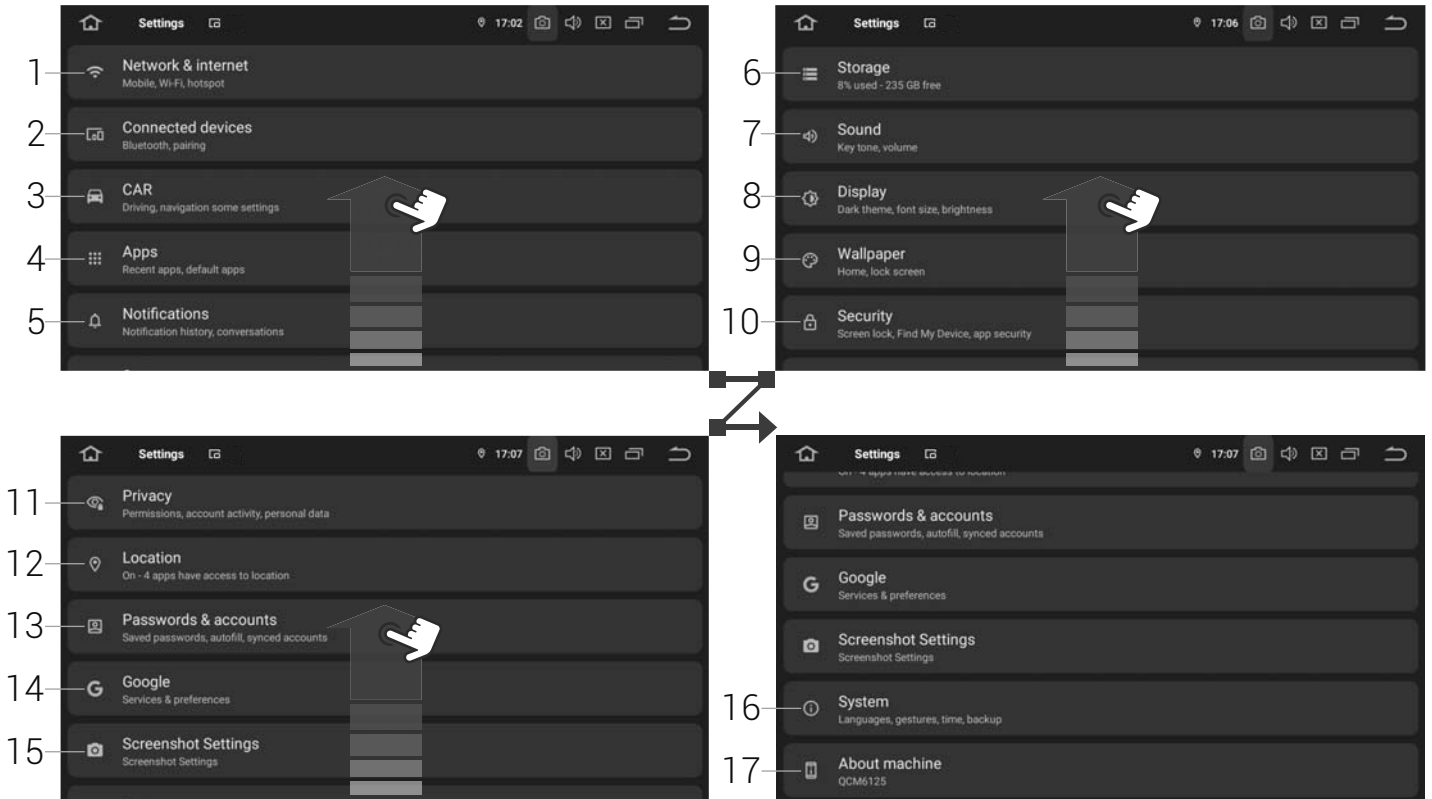 Settings
17:02
1
Network & internet
Mobile, Wi-Fi, hotspot
2
Connected devices
Bluetooth, pairing
3
CAR
Driving, navigation some settings
4
Apps
Recent apps, default apps
5
Notifications
Notification history, conversations
Settings
17:06
6
Storage
8% used - 235 GB free
7
Sound
Key tone, volume
8
Display
Dark theme, font size, brightness
9
Wallpaper
Home, lock screen
10
Security
Screen lock, Find My Device, app security
Settings
17:07
11
Privacy
Permissions, account activity, personal data
12
Location
On - 4 apps have access to location
13
Passwords & accounts
Saved passwords, autofill, synced accounts
14
G
Google
Services & preferences
15
Screenshot Settings
Screenshot Settings
Settings
17:07
On - 4 apps have access to location
Passwords & accounts
Saved passwords, autofill, synced accounts
G
Google
Services & preferences
Screenshot Settings
Screenshot Settings
16
System
Languages, gestures, time, backup
17
About machine
QCM6125